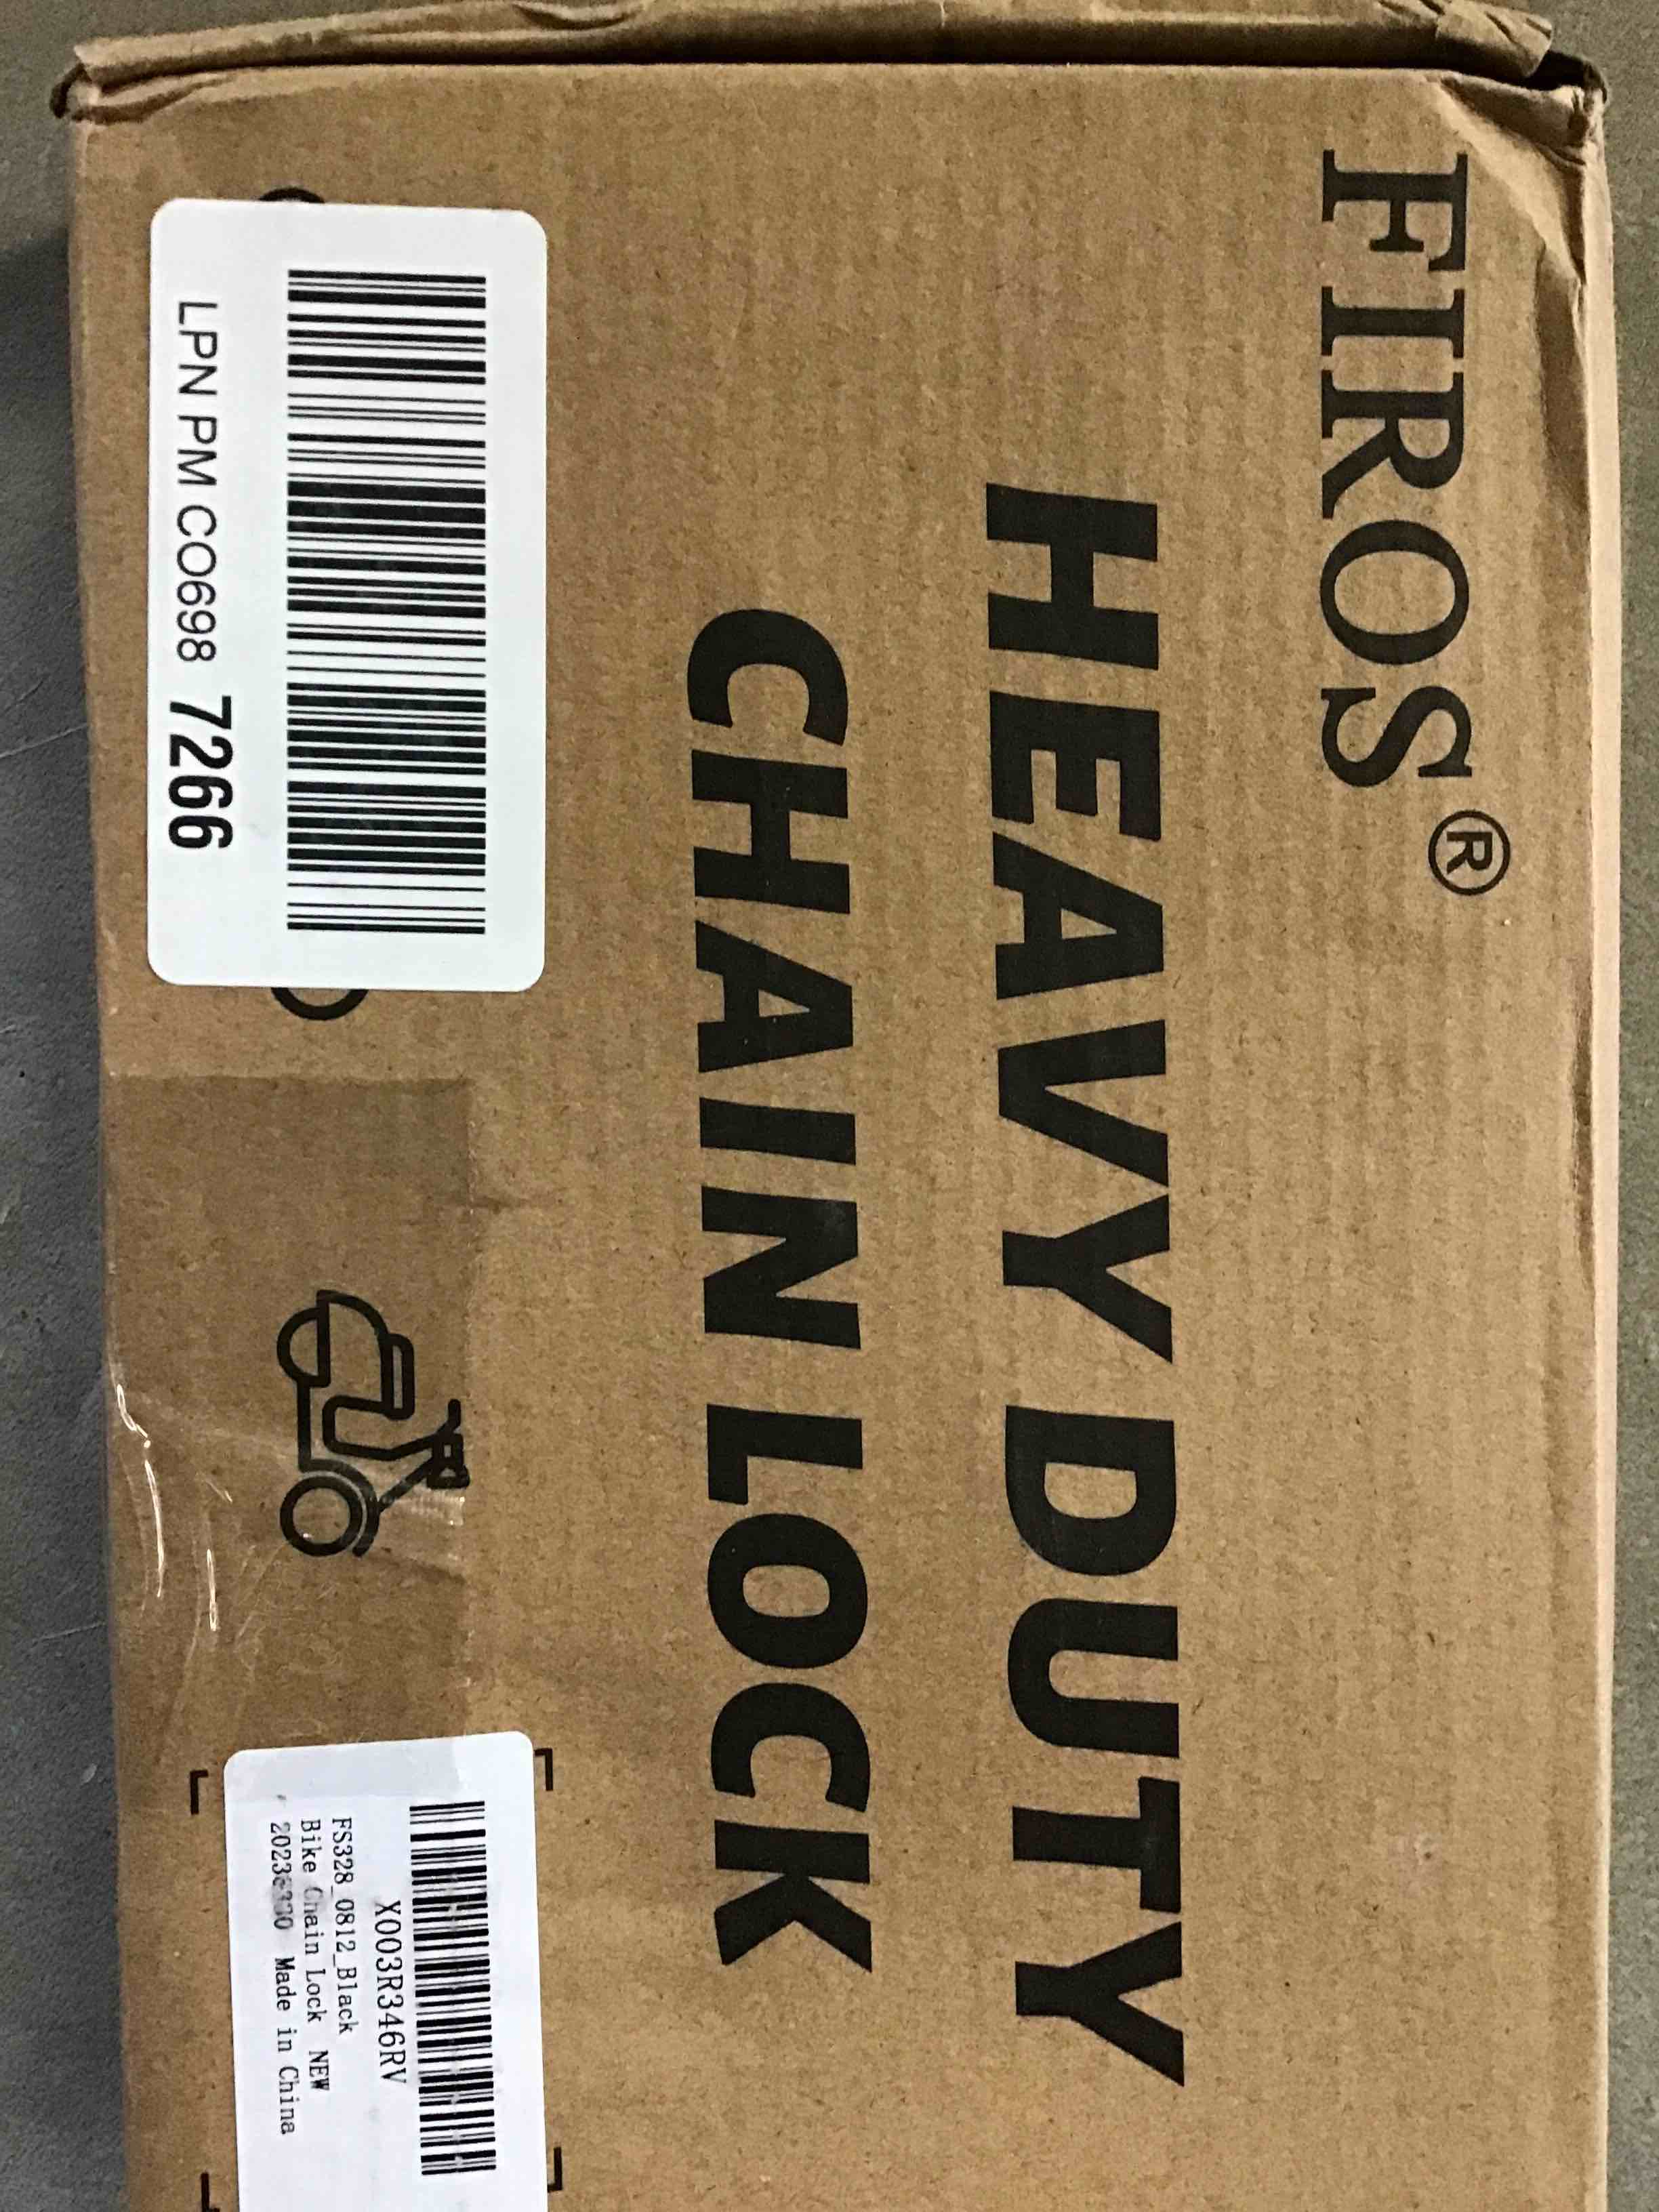 FIROS®
HEAVY DUTY
CHAIN LOCK
LPN PM CO698 7266
X003R346RV
FS328_0812_Black
Bike Chain Lock NEW
Made in China